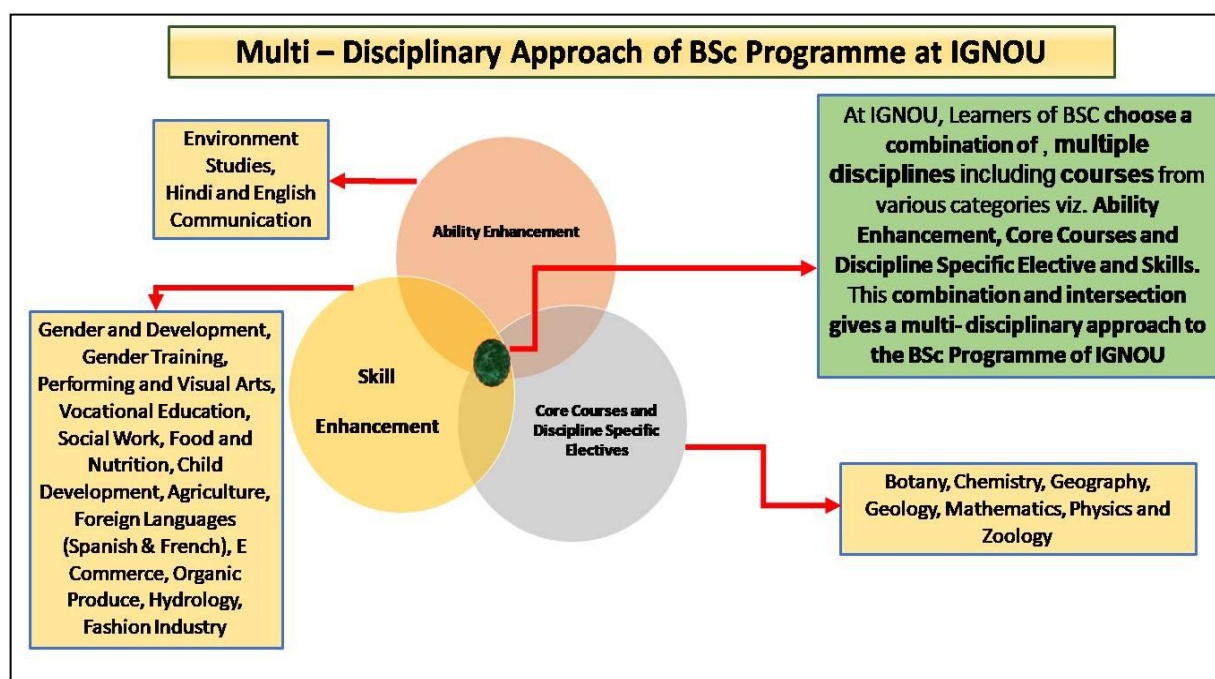 Multi – Disciplinary Approach of BSc Programme at IGNOU
Environment
Studies,
Hindi and English
Communication
At IGNOU, Learners of BSC choose a
combination of , multiple
disciplines including courses from
various categories viz. Ability
Enhancement, Core Courses and
Discipline Specific Elective and Skills.
This combination and intersection
gives a multi- disciplinary approach to
the BSc Programme of IGNOU
Ability Enhancement
Gender and Development,
Gender Training,
Performing and Visual Arts,
Vocational Education,
Social Work, Food and
Nutrition, Child
Development, Agriculture,
Foreign Languages
(Spanish & French), E
Commerce, Organic
Produce, Hydrology,
Fashion Industry
Skill
Enhancement
Core Courses and
Discipline Specific
Electives
Botany, Chemistry, Geography,
Geology, Mathematics, Physics and
Zoology